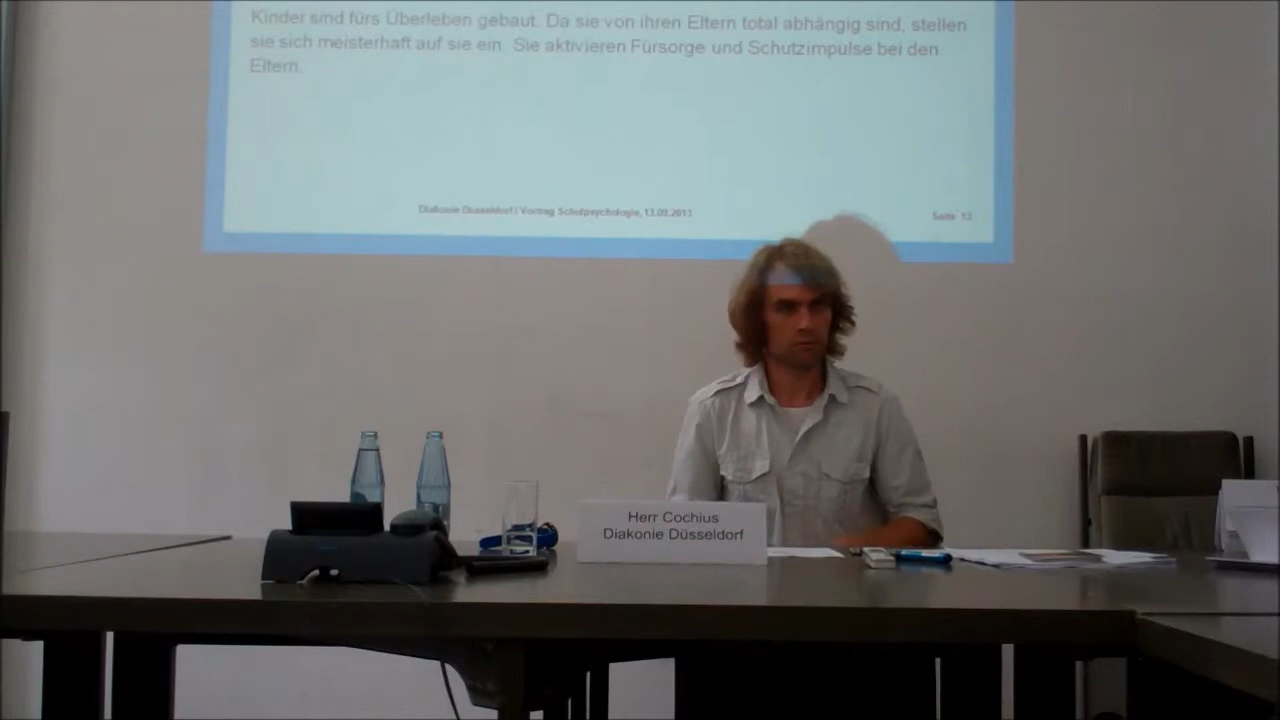 Kinder sind fürs Überleben gebaut. Da sie von ihren Eltern total abhängig sind, stellen
sie sich meisterhaft auf sie ein. Sie aktivieren Fürsorge und Schutzimpulse bei den
Eltern.
Diakonie Düsseldorf / Vortrag Schulpsychologie, 13.09.2013
Seite 13
Herr Cochius
Diakonie Düsseldorf